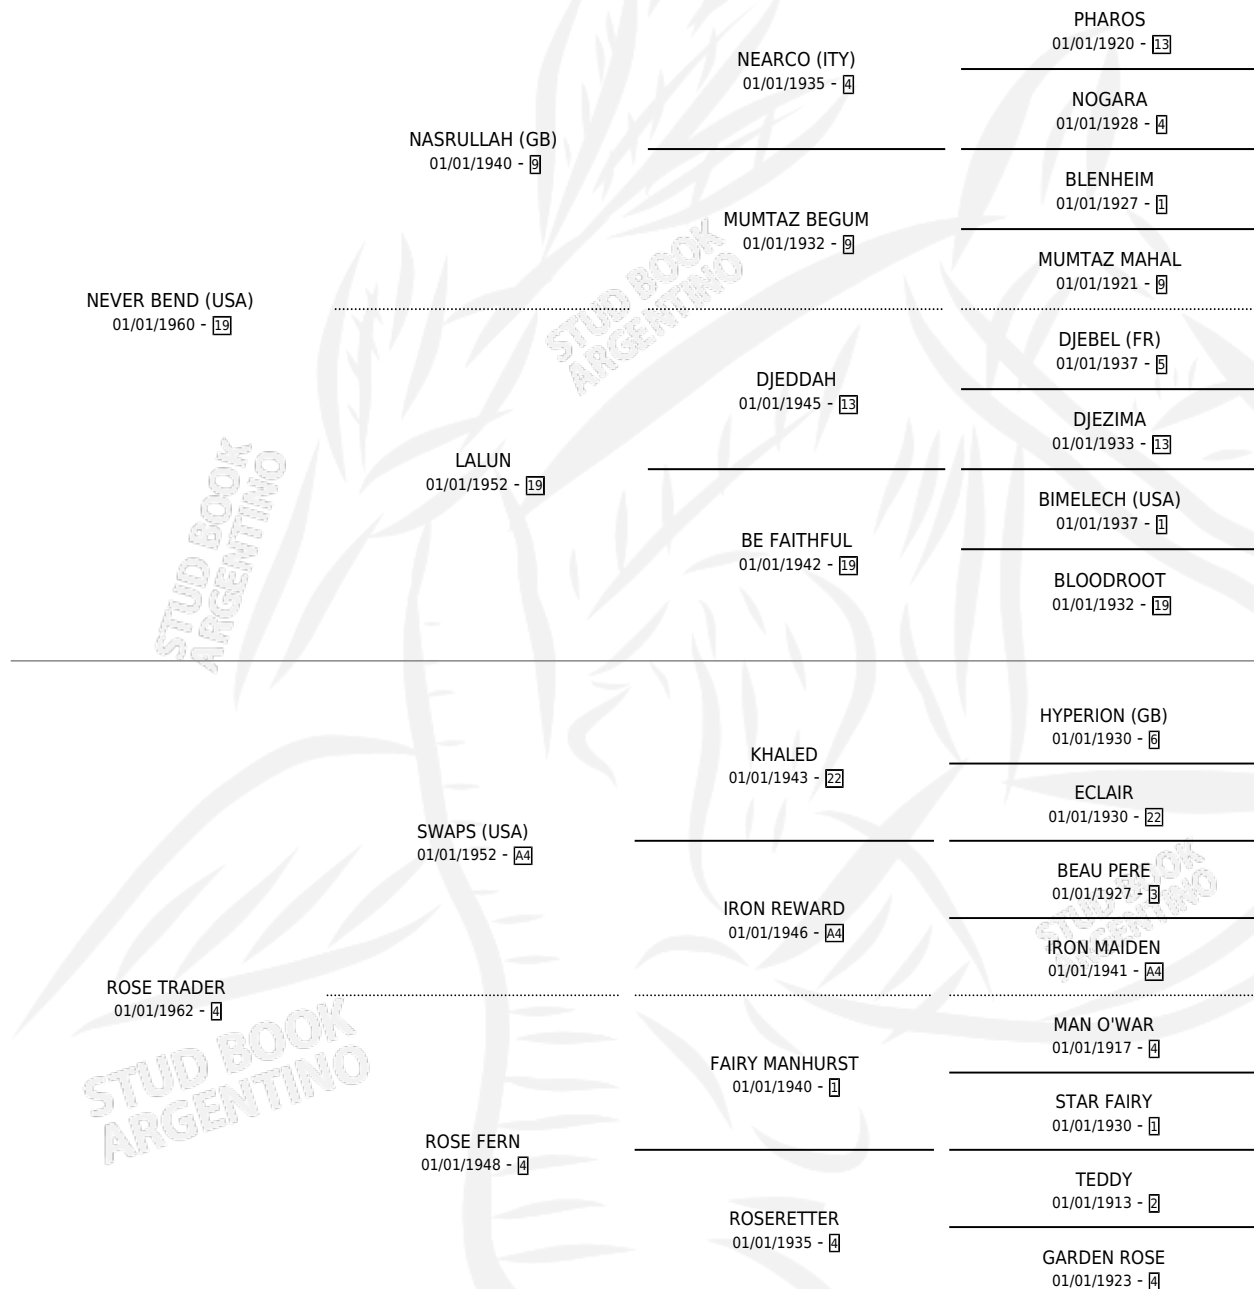 PHAROS
01/01/1920 - 13
NEARCO (ITY)
01/01/1935 - 4
NOGARA
01/01/1928 - 4
NASRULLAH (GB)
01/01/1940 - 9
BLENHEIM
01/01/1927 - 1
MUMTAZ BEGUM
01/01/1932 - 9
MUMTAZ MAHAL
01/01/1921 - 9
NEVER BEND (USA)
01/01/1960 - 19
STUD BOOK
ARGENTINO
DJEBEL (FR)
01/01/1937 - 5
DJEDDAH
01/01/1945 - 13
DJEZIMA
01/01/1933 - 13
LALUN
01/01/1952 - 19
BIMELECH (USA)
01/01/1937 - 1
BE FAITHFUL
01/01/1942 - 19
BLOODROOT
01/01/1932 - 19
STUD BOOK
ARGENTINO
HYPERION (GB)
01/01/1930 - 6
KHALED
01/01/1943 - 22
ECLAIR
01/01/1930 - 22
SWAPS (USA)
01/01/1952 - A4
BEAU PERE
01/01/1927 - 3
STUD BOOK
ARGENTINO
IRON REWARD
01/01/1946 - A4
IRON MAIDEN
01/01/1941 - A4
ROSE TRADER
01/01/1962 - 4
STUD BOOK
ARGENTINO
MAN O'WAR
01/01/1917 - 4
FAIRY MANHURST
01/01/1940 - 1
STAR FAIRY
01/01/1930 - 1
ROSE FERN
01/01/1948 - 4
TEDDY
01/01/1913 - 2
ROSERETTER
01/01/1935 - 4
GARDEN ROSE
01/01/1923 - 4